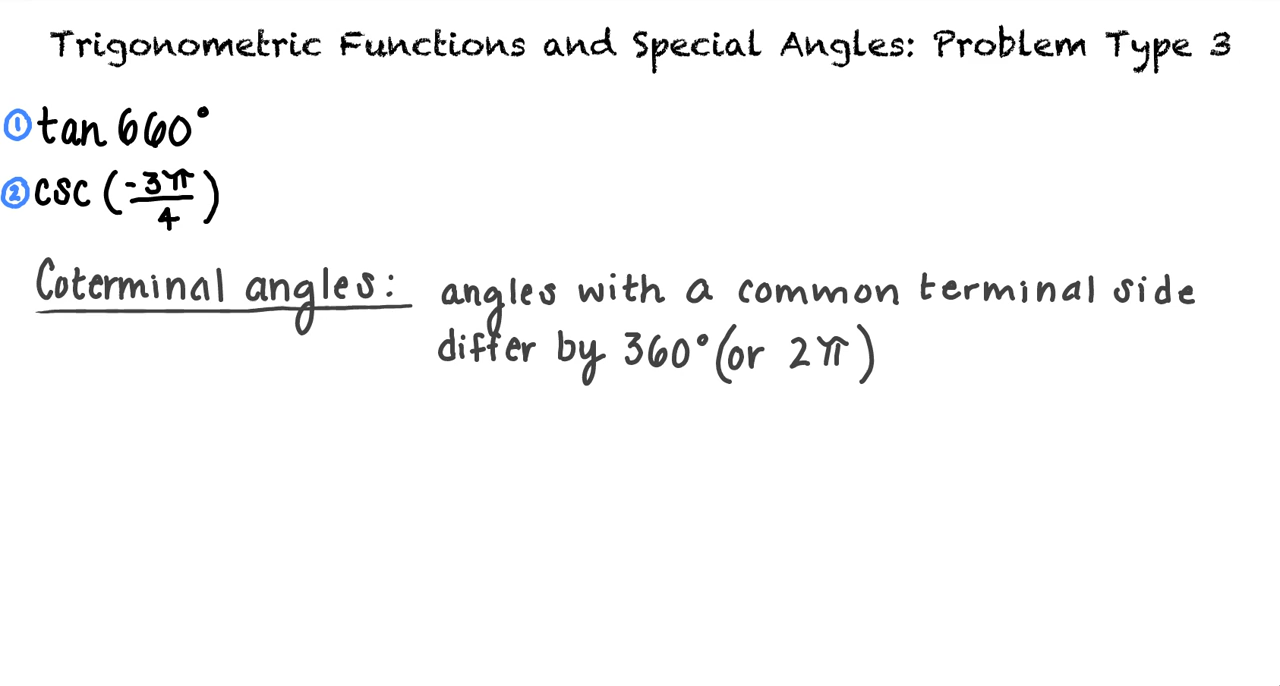 Trigonometric Functions and Special Angles: Problem Type 3
① tan 660°
② csc (-3π/4)
Coterminal angles: angles with a common terminal side
differ by 360° (or 2π)